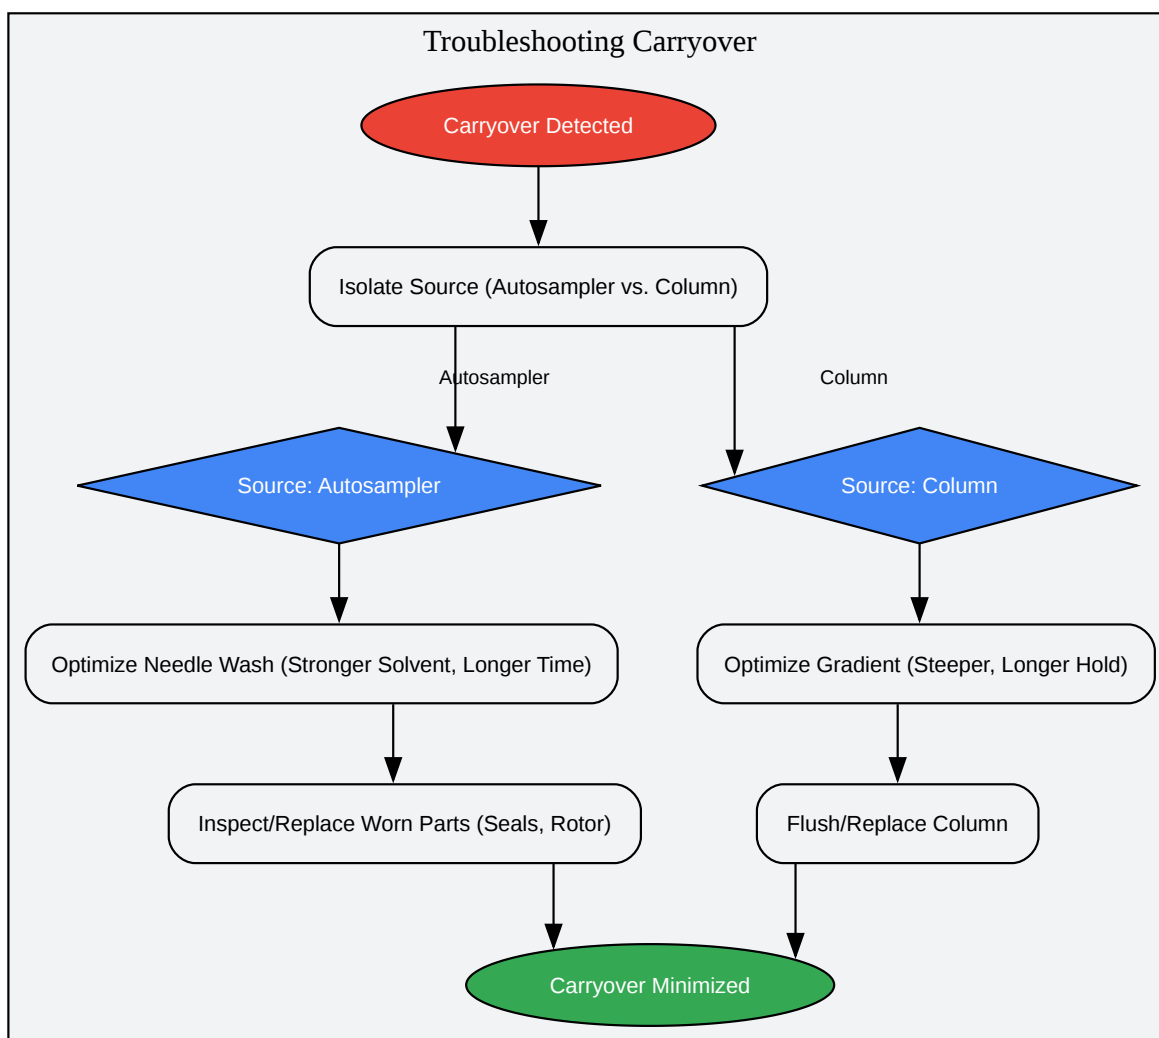 Troubleshooting Carryover
Carryover Detected
Isolate Source (Autosampler vs. Column)
Autosampler
Column
Source: Autosampler
Source: Column
Optimize Needle Wash (Stronger Solvent, Longer Time)
Optimize Gradient (Steeper, Longer Hold)
Inspect/Replace Worn Parts (Seals, Rotor)
Flush/Replace Column
Carryover Minimized